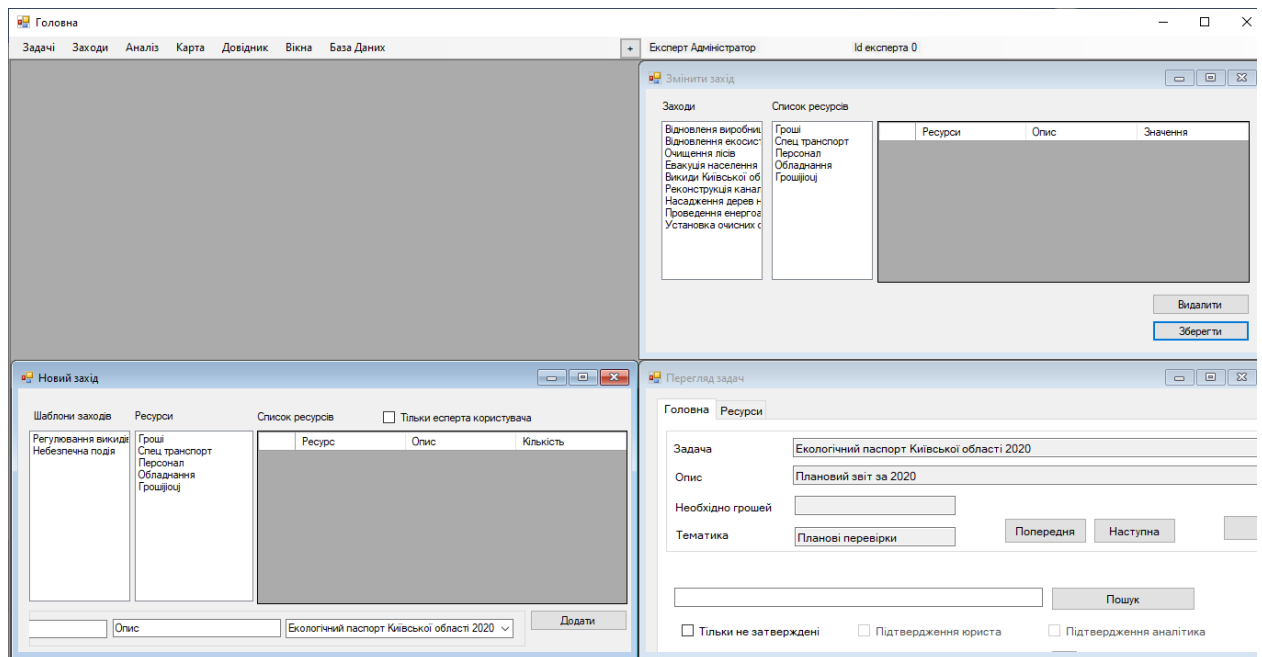 Головна
Задачі Заходи Аналіз Карта Довідник Вікна База Даних + Експерт Адміністратор Id експерта 0
Змінити захід
Заходи Список ресурсів
Відновленя виробниц
Відновлення екосист
Очищення лісів
Евакуція населення
Викиди Київської об
Реконструкція канал
Насадження дерев н
Проведення енергоа
Установка очисних с
Гроші
Спец транспорт
Персонал
Обладнання
Грошійіоуj
Ресурси Опис Значення
Видалити
Зберегти
Новий захід
Шаблони заходів Ресурси Список ресурсів Тільки есперта користувача
Регулювання викидів
Небезпечна подія
Гроші
Спец транспорт
Персонал
Обладнання
Грошійіоуj
Ресурс Опис Кількість
Опис Екологічний паспорт Київської області 2020 Додати
Перегляд задач
Головна Ресурси
Задача Екологічний паспорт Київської області 2020
Опис Плановий звіт за 2020
Необхідно грошей
Тематика Планові перевірки Попередня Наступна
Пошук
Тільки не затверждені Підтвердження юриста Підтвердження аналітика